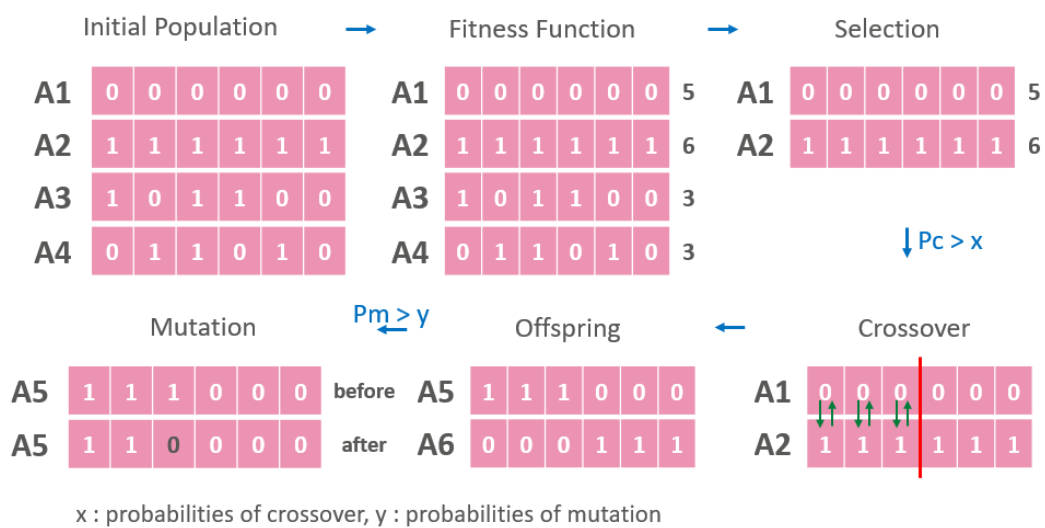 Initial Population → Fitness Function → Selection
A1 0 0 0 0 0 0 A1 0 0 0 0 0 0 5 A1 0 0 0 0 0 0 5
A2 1 1 1 1 1 1 A2 1 1 1 1 1 1 6 A2 1 1 1 1 1 1 6
A3 1 0 1 1 0 0 A3 1 0 1 1 0 0 3
A4 0 1 1 0 1 0 A4 0 1 1 0 1 0 3
Pc > x
Mutation Pm > y Offspring Crossover
A5 1 1 1 0 0 0 before A5 1 1 1 0 0 0 A1 0 0 0 0 0 0
A5 1 1 0 0 0 0 after A6 0 0 0 1 1 1 A2 1 1 1 1 1 1
x : probabilities of crossover, y : probabilities of mutation